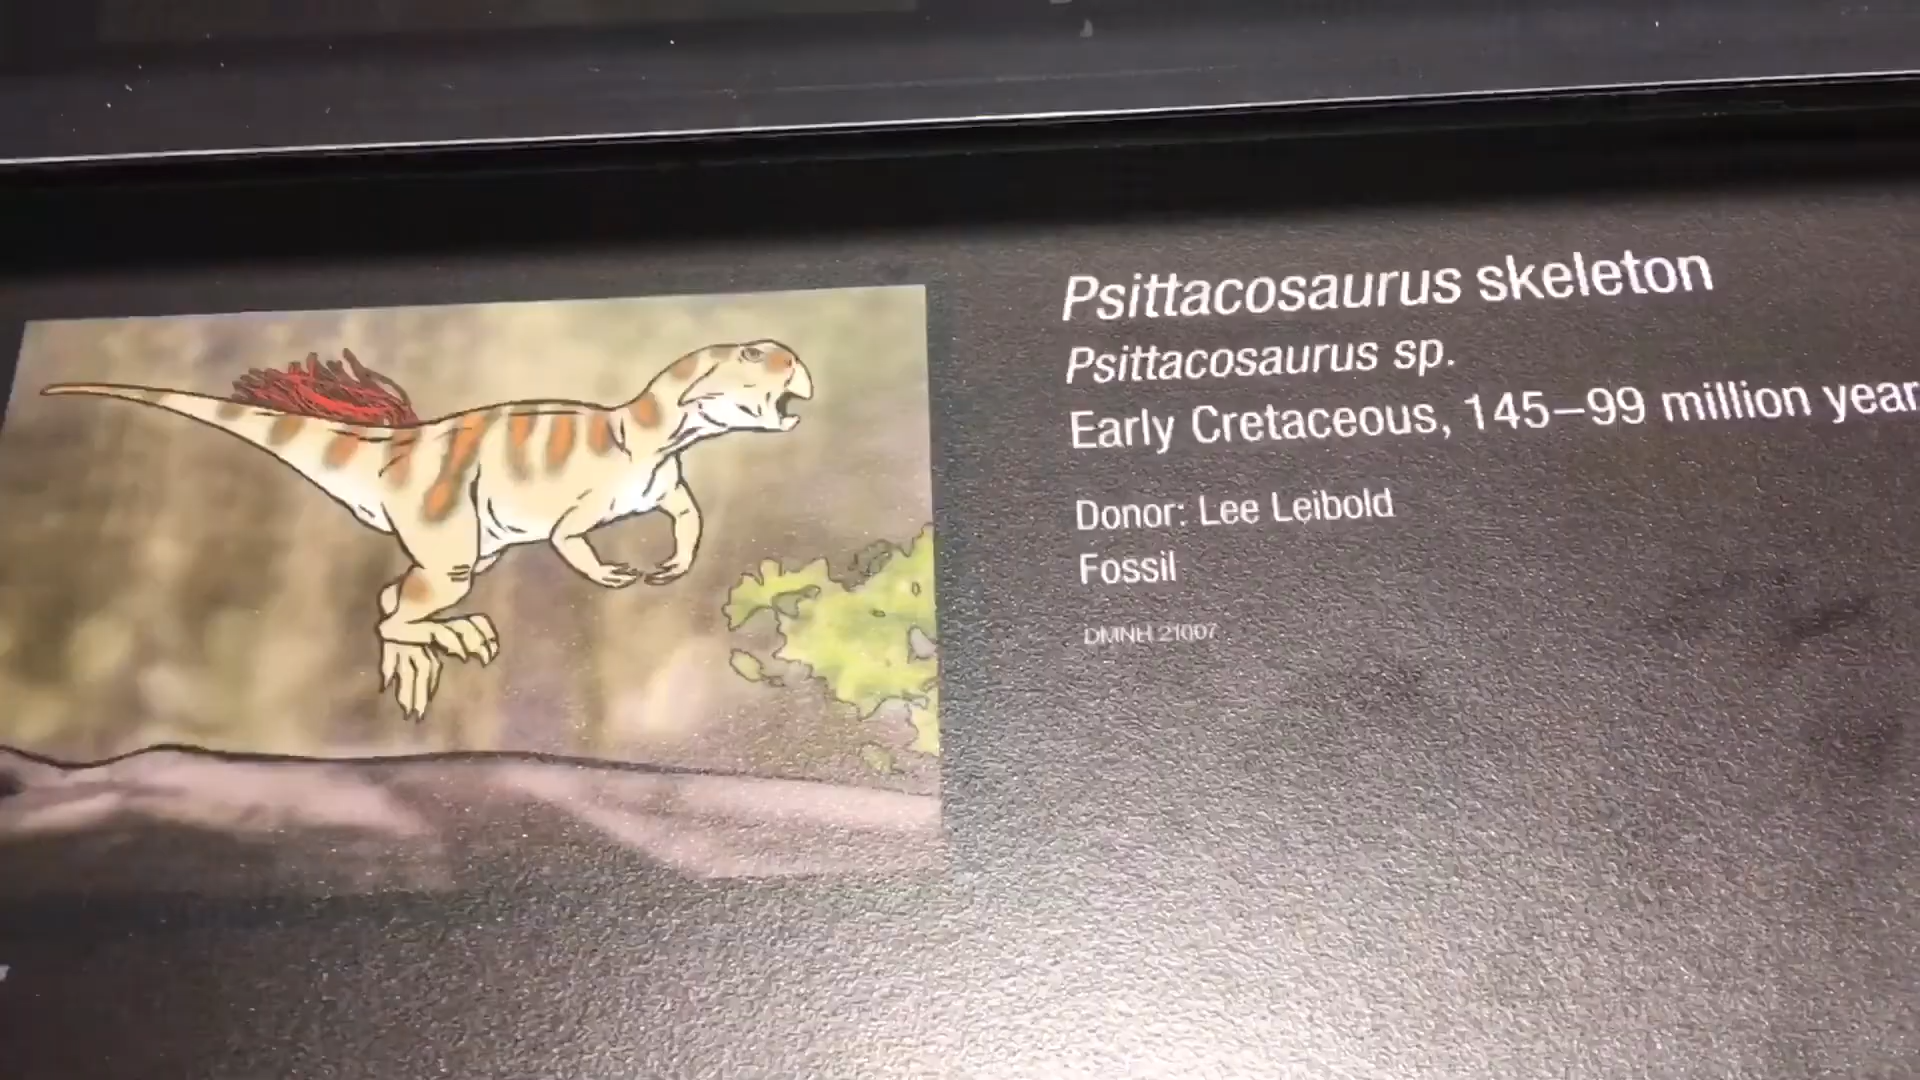 Psittacosaurus skeleton
Psittacosaurus sp.
Early Cretaceous, 145–99 million year
Donor: Lee Leibold
Fossil
DMNH 21007